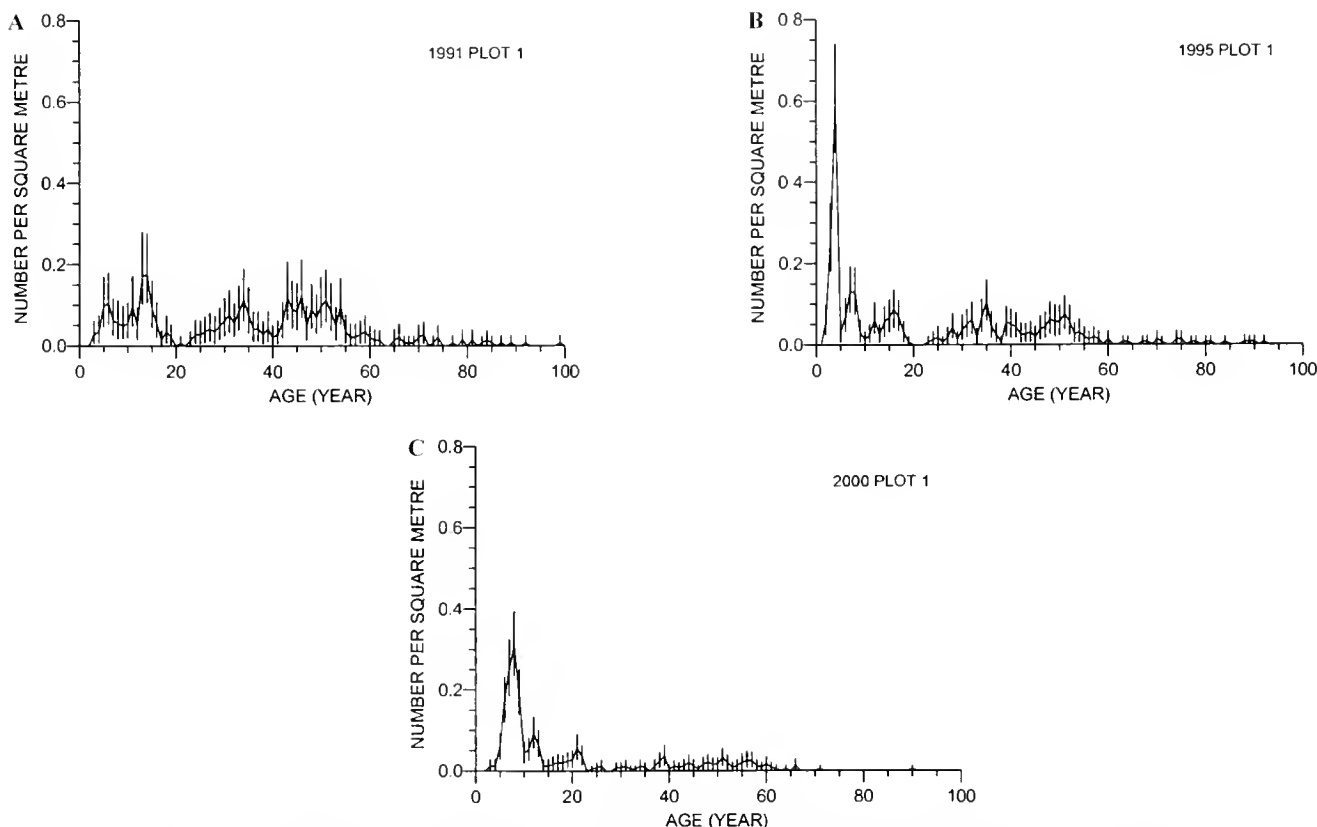 A
NUMBER PER SQUARE METRE
0.8
0.6
0.4
0.2
0.0
1991 PLOT 1
0 20 40 60 80 100
AGE (YEAR)
B
NUMBER PER SQUARE METRE
0 8
0 6
0 4
0.2
0.0
1995 PLOT 1
0 20 40 60 80 100
AGE (YEAR)
C
NUMBER PER SQUARE METRE
0.8
0.6
0.4
0.2
0.0
2000 PLOT 1
0 20 40 60 80 100
AGE (YEAR)